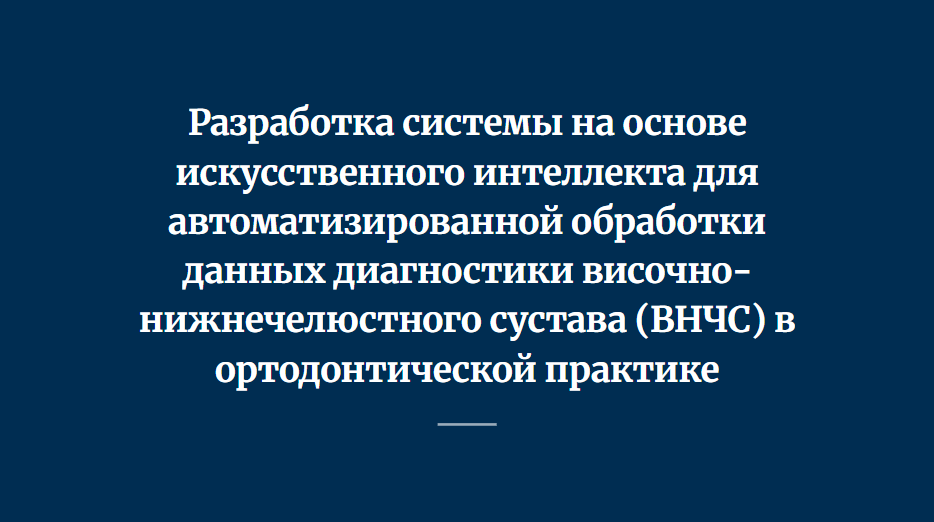 Разработка системы на основе
искусственного интеллекта для
автоматизированной обработки
данных диагностики височно-
нижнечелюстного сустава (ВНЧС) в
ортодонтической практике